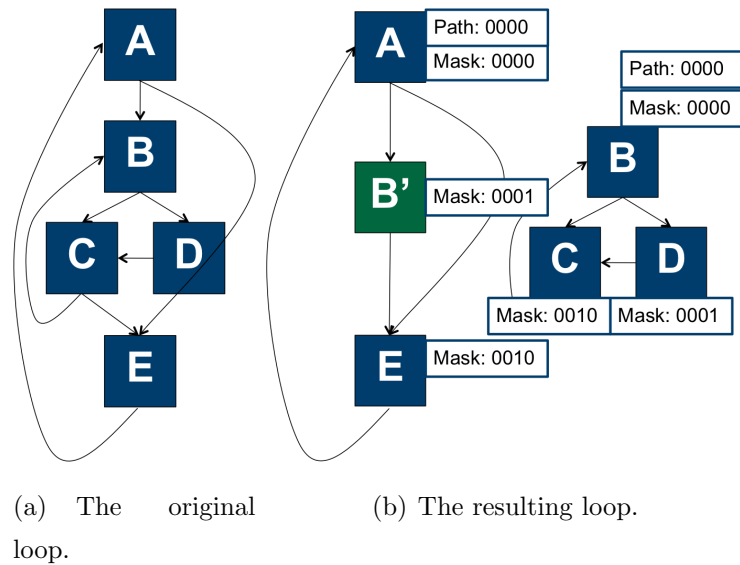 A
B
C
D
E
A
Path: 0000
Mask: 0000
B’
Mask: 0001
E
Mask: 0010
Path: 0000
Mask: 0000
B
C
D
Mask: 0010
Mask: 0001
(a) The original
loop.
(b) The resulting loop.